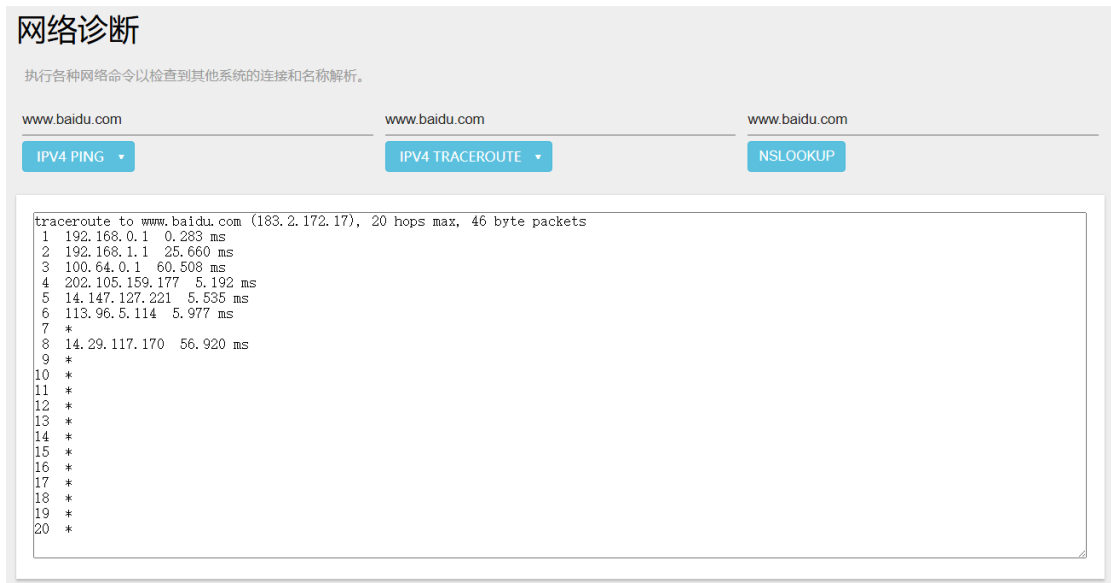 网络诊断
执行各种网络命令以检查到其他系统的连接和名称解析。
www.baidu.com www.baidu.com www.baidu.com
IPV4 PING IPV4 TRACEROUTE NSLOOKUP
traceroute to www.baidu.com (183.2.172.17), 20 hops max, 46 byte packets
1 192.168.0.1 0.283 ms
2 192.168.1.1 25.660 ms
3 100.64.0.1 60.508 ms
4 202.105.159.177 5.192 ms
5 14.147.127.221 5.535 ms
6 113.96.5.114 5.977 ms
7 *
8 14.29.117.170 56.920 ms
9 *
10 *
11 *
12 *
13 *
14 *
15 *
16 *
17 *
18 *
19 *
20 *